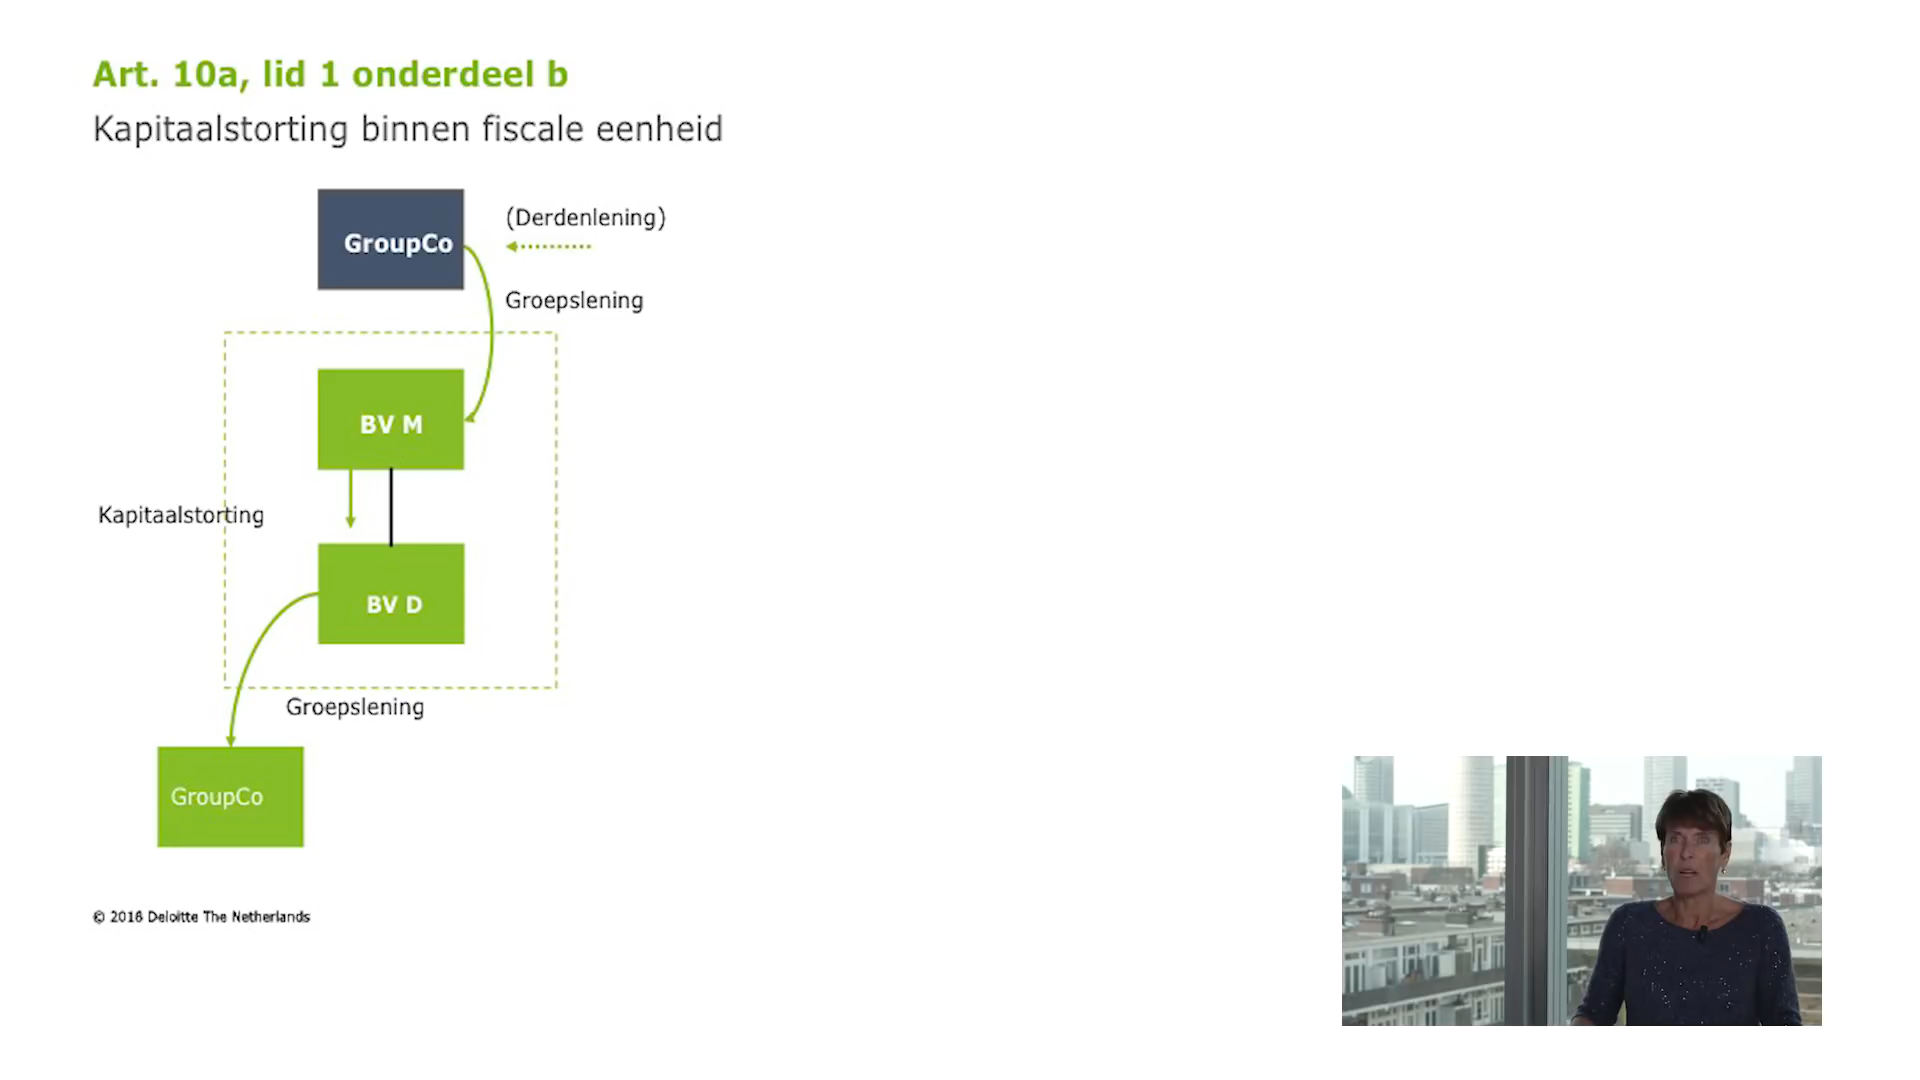 Art. 10a, lid 1 onderdeel b
Kapitaalstorting binnen fiscale eenheid
(Derdenlening)
GroupCo
Groepslening
BV M
Kapitaalstorting
BV D
Groepslening
GroupCo
© 2016 Deloitte The Netherlands